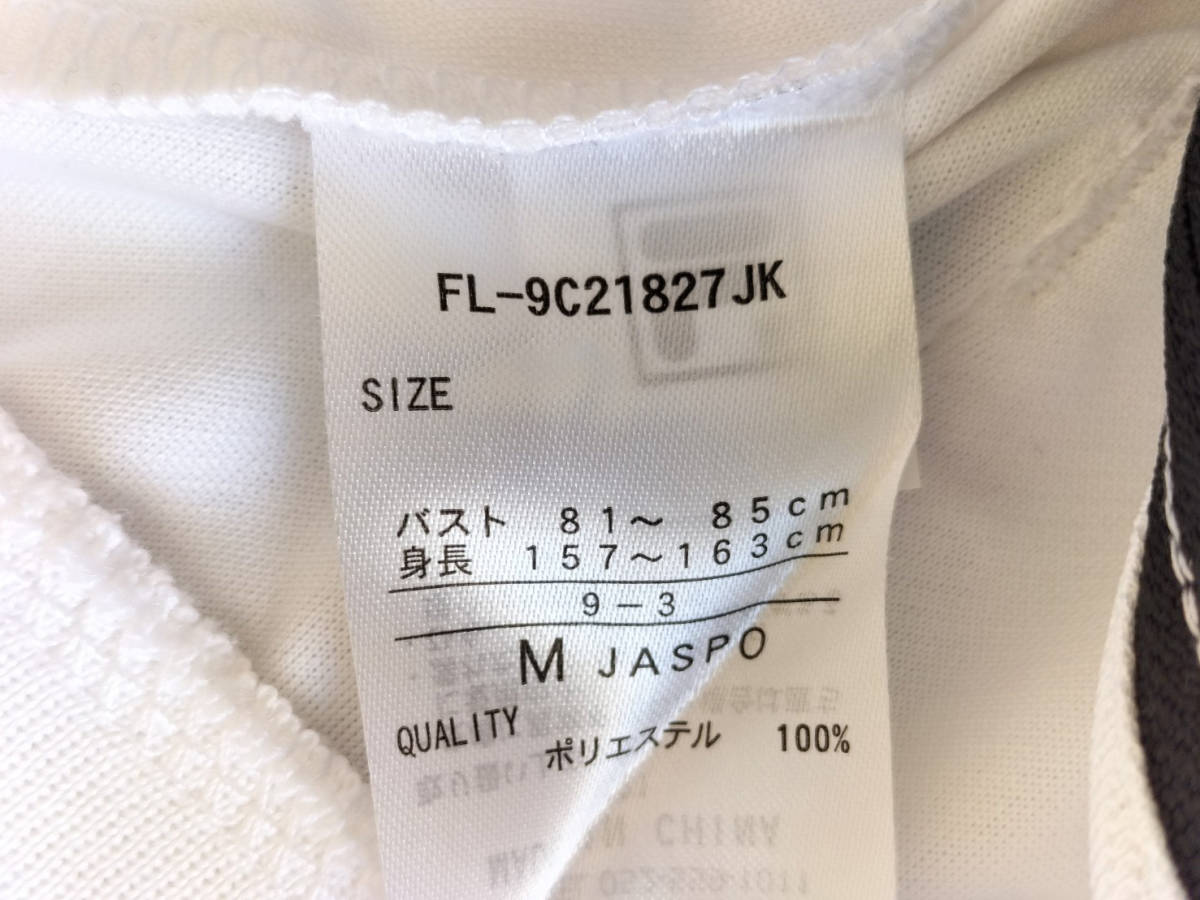 FL-9C21827JK
SIZE
バスト 81～ 85cm
身長 157～163cm
9-3
M JASPO
QUALITY ポリエステル 100%
CHINA